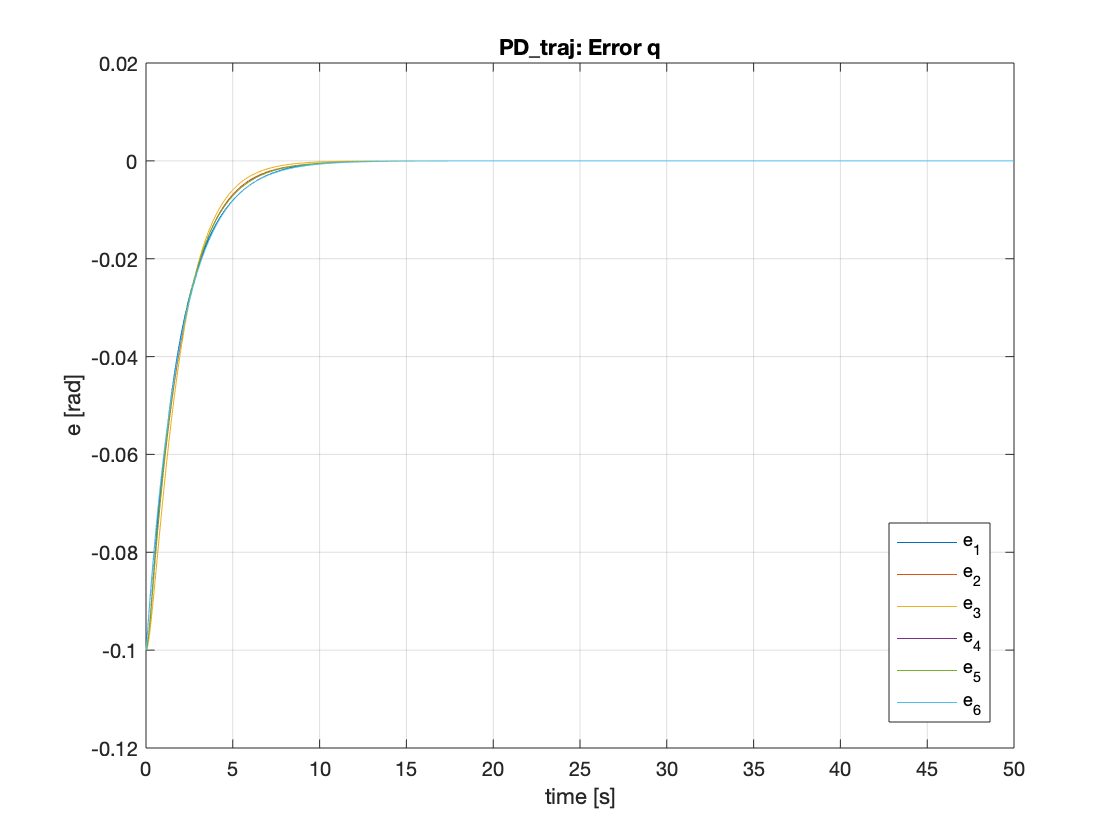 PD_traj: Error q
0.02
0
-0.02
-0.04
-0.06
-0.08
-0.1
-0.12
e [rad]
0 5 10 15 20 25 30 35 40 45 50
time [s]
e1
e2
e3
e4
e5
e6